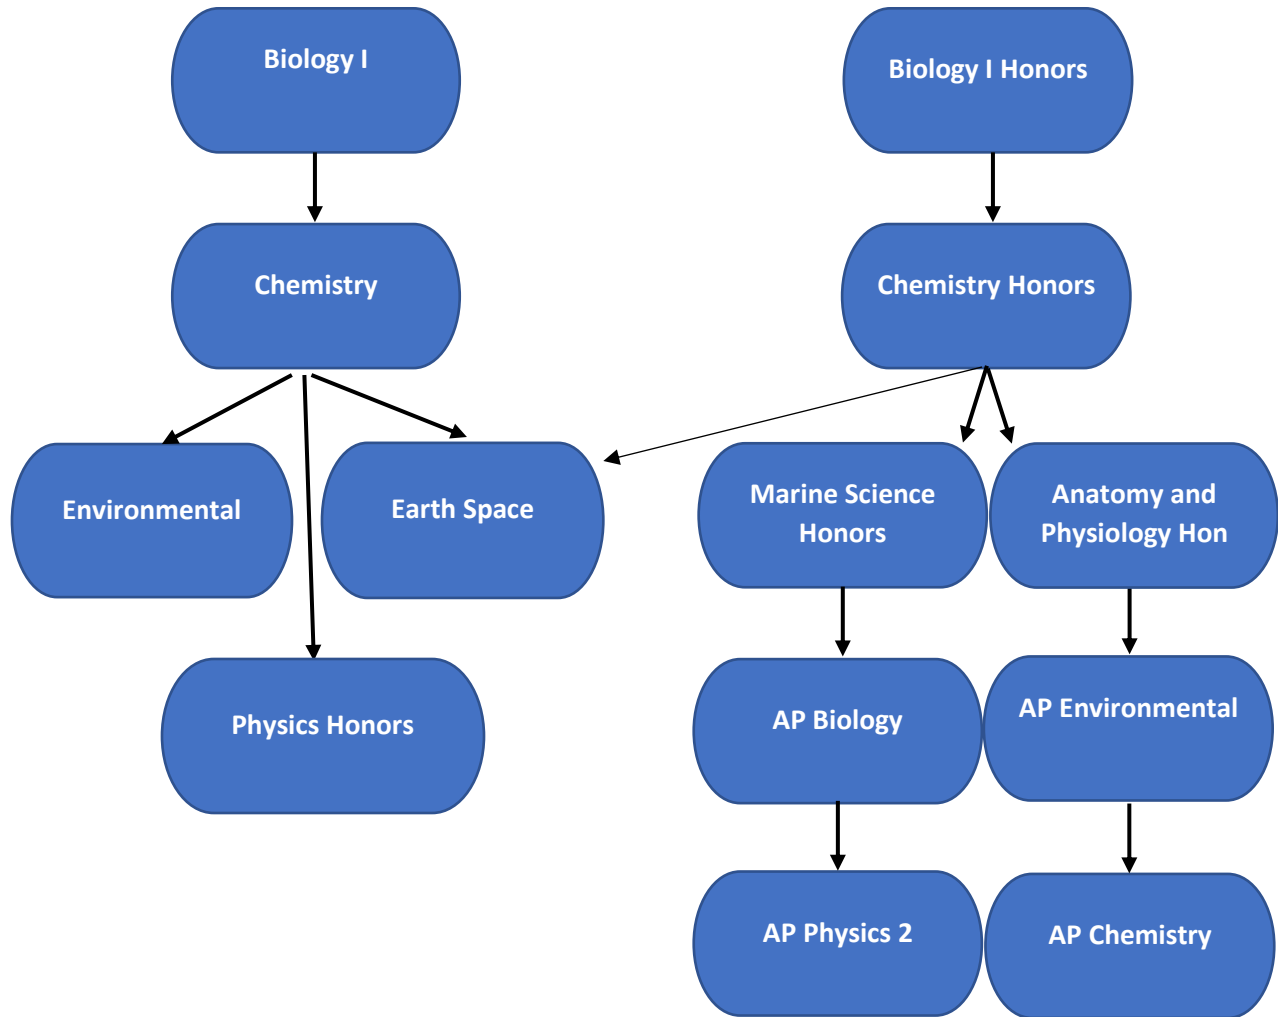 Biology I
Biology I Honors
Chemistry
Chemistry Honors
Environmental
Earth Space
Marine Science
Honors
Anatomy and
Physiology Hon
Physics Honors
AP Biology
AP Environmental
AP Physics 2
AP Chemistry